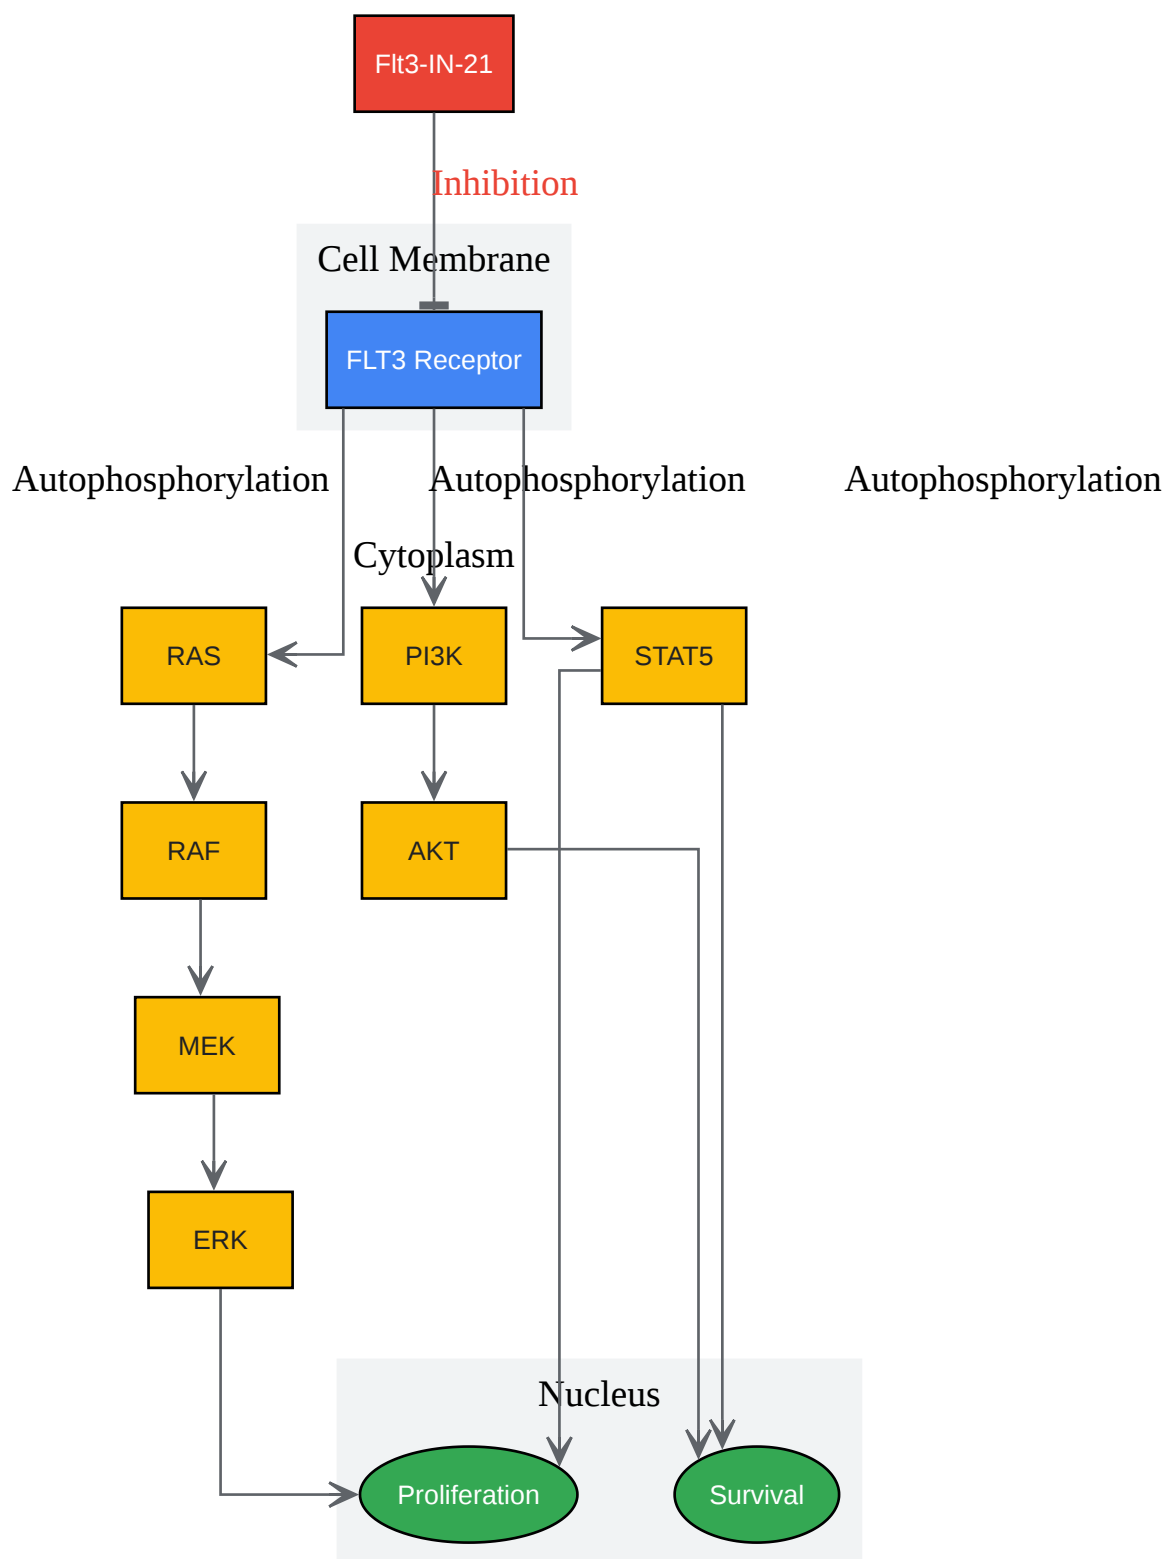 Flt3-IN-21
Inhibition
Cell Membrane
FLT3 Receptor
Autophosphorylation
Autophosphorylation
Autophosphorylation
Cytoplasm
RAS
PI3K
STAT5
RAF
AKT
MEK
ERK
Nucleus
Proliferation
Survival